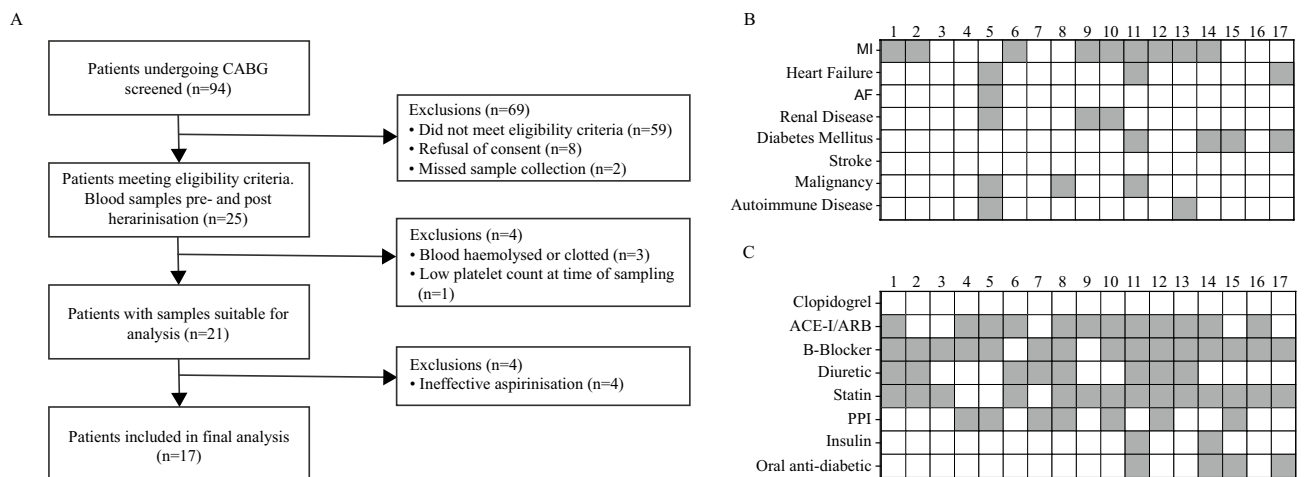 A
Patients undergoing CABG
screened (n=94)
Exclusions (n=69)
• Did not meet eligibility criteria (n=59)
• Refusal of consent (n=8)
• Missed sample collection (n=2)
Patients meeting eligibility criteria.
Blood samples pre- and post
herarinisation (n=25)
Exclusions (n=4)
• Blood haemolysed or clotted (n=3)
• Low platelet count at time of sampling
(n=1)
Patients with samples suitable for
analysis (n=21)
Exclusions (n=4)
• Ineffective aspirinisation (n=4)
Patients included in final analysis
(n=17)
B
1 2 3 4 5 6 7 8 9 10 11 12 13 14 15 16 17
MI
Heart Failure
AF
Renal Disease
Diabetes Mellitus
Stroke
Malignancy
Autoimmune Disease
C
1 2 3 4 5 6 7 8 9 10 11 12 13 14 15 16 17
Clopidogrel
ACE-I/ARB
B-Blocker
Diuretic
Statin
PPI
Insulin
Oral anti-diabetic